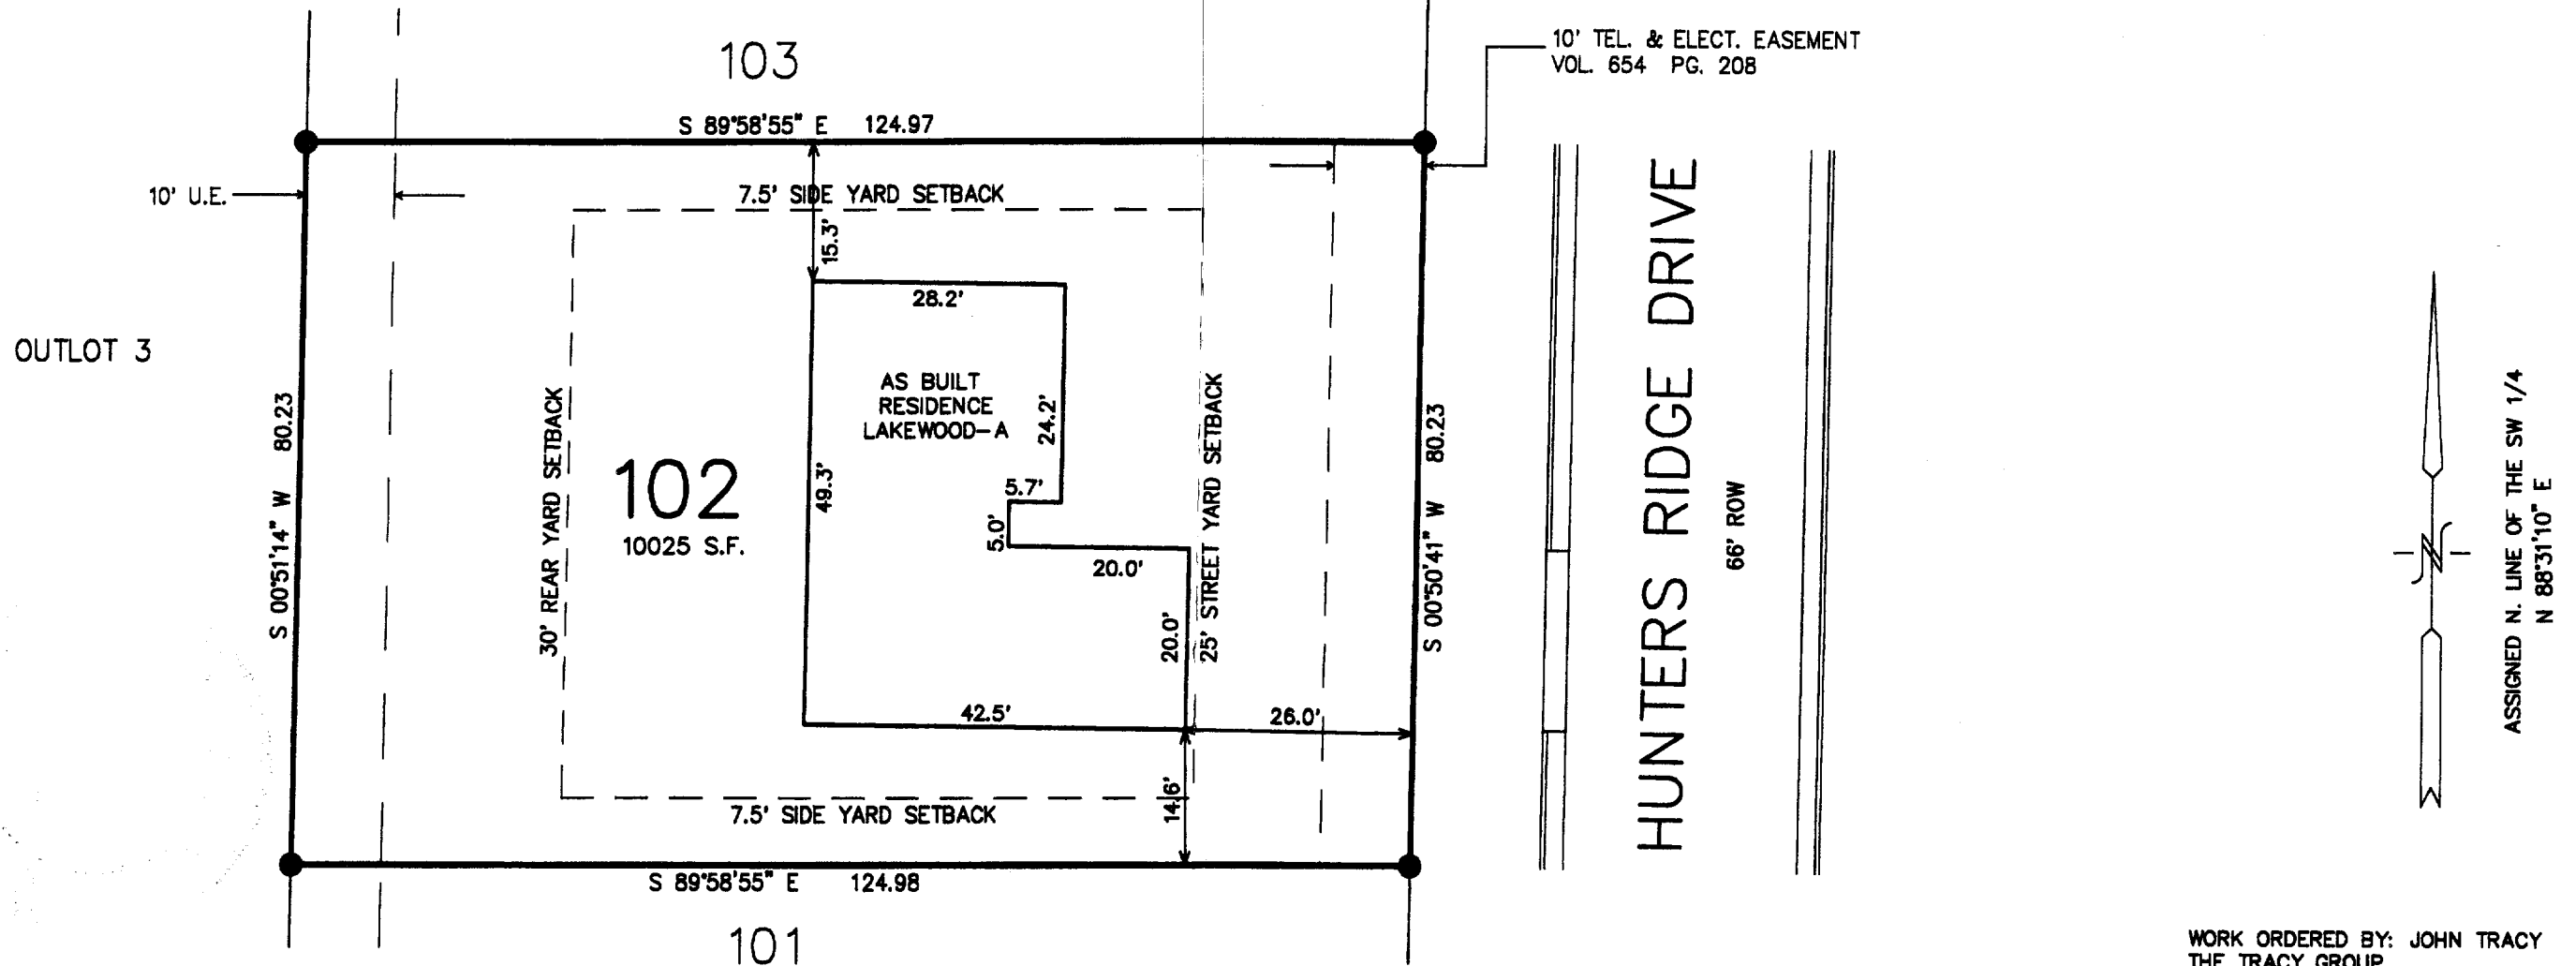 103
10' TEL. & ELECT. EASEMENT
VOL. 654 PG. 208
S 89°58'55" E 124.97
10' U.E.
7.5' SIDE YARD SETBACK
15.3'
28.2'
OUTLOT 3
AS BUILT
RESIDENCE
LAKEWOOD-A
24.2'
S 00°51'14" W 80.23
30' REAR YARD SETBACK
102
10025 S.F.
49.3'
5.7'
5.0'
20.0'
20.0'
25' STREET YARD SETBACK
S 00°50'41" W 80.23
HUNTERS RIDGE DRIVE
66' ROW
N
ASSIGNED N. LINE OF THE SW 1/4
N 88°31'10" E
42.5'
26.0'
14.6'
7.5' SIDE YARD SETBACK
S 89°58'55" E 124.98
101
WORK ORDERED BY: JOHN TRACY
THE TRACY GROUP